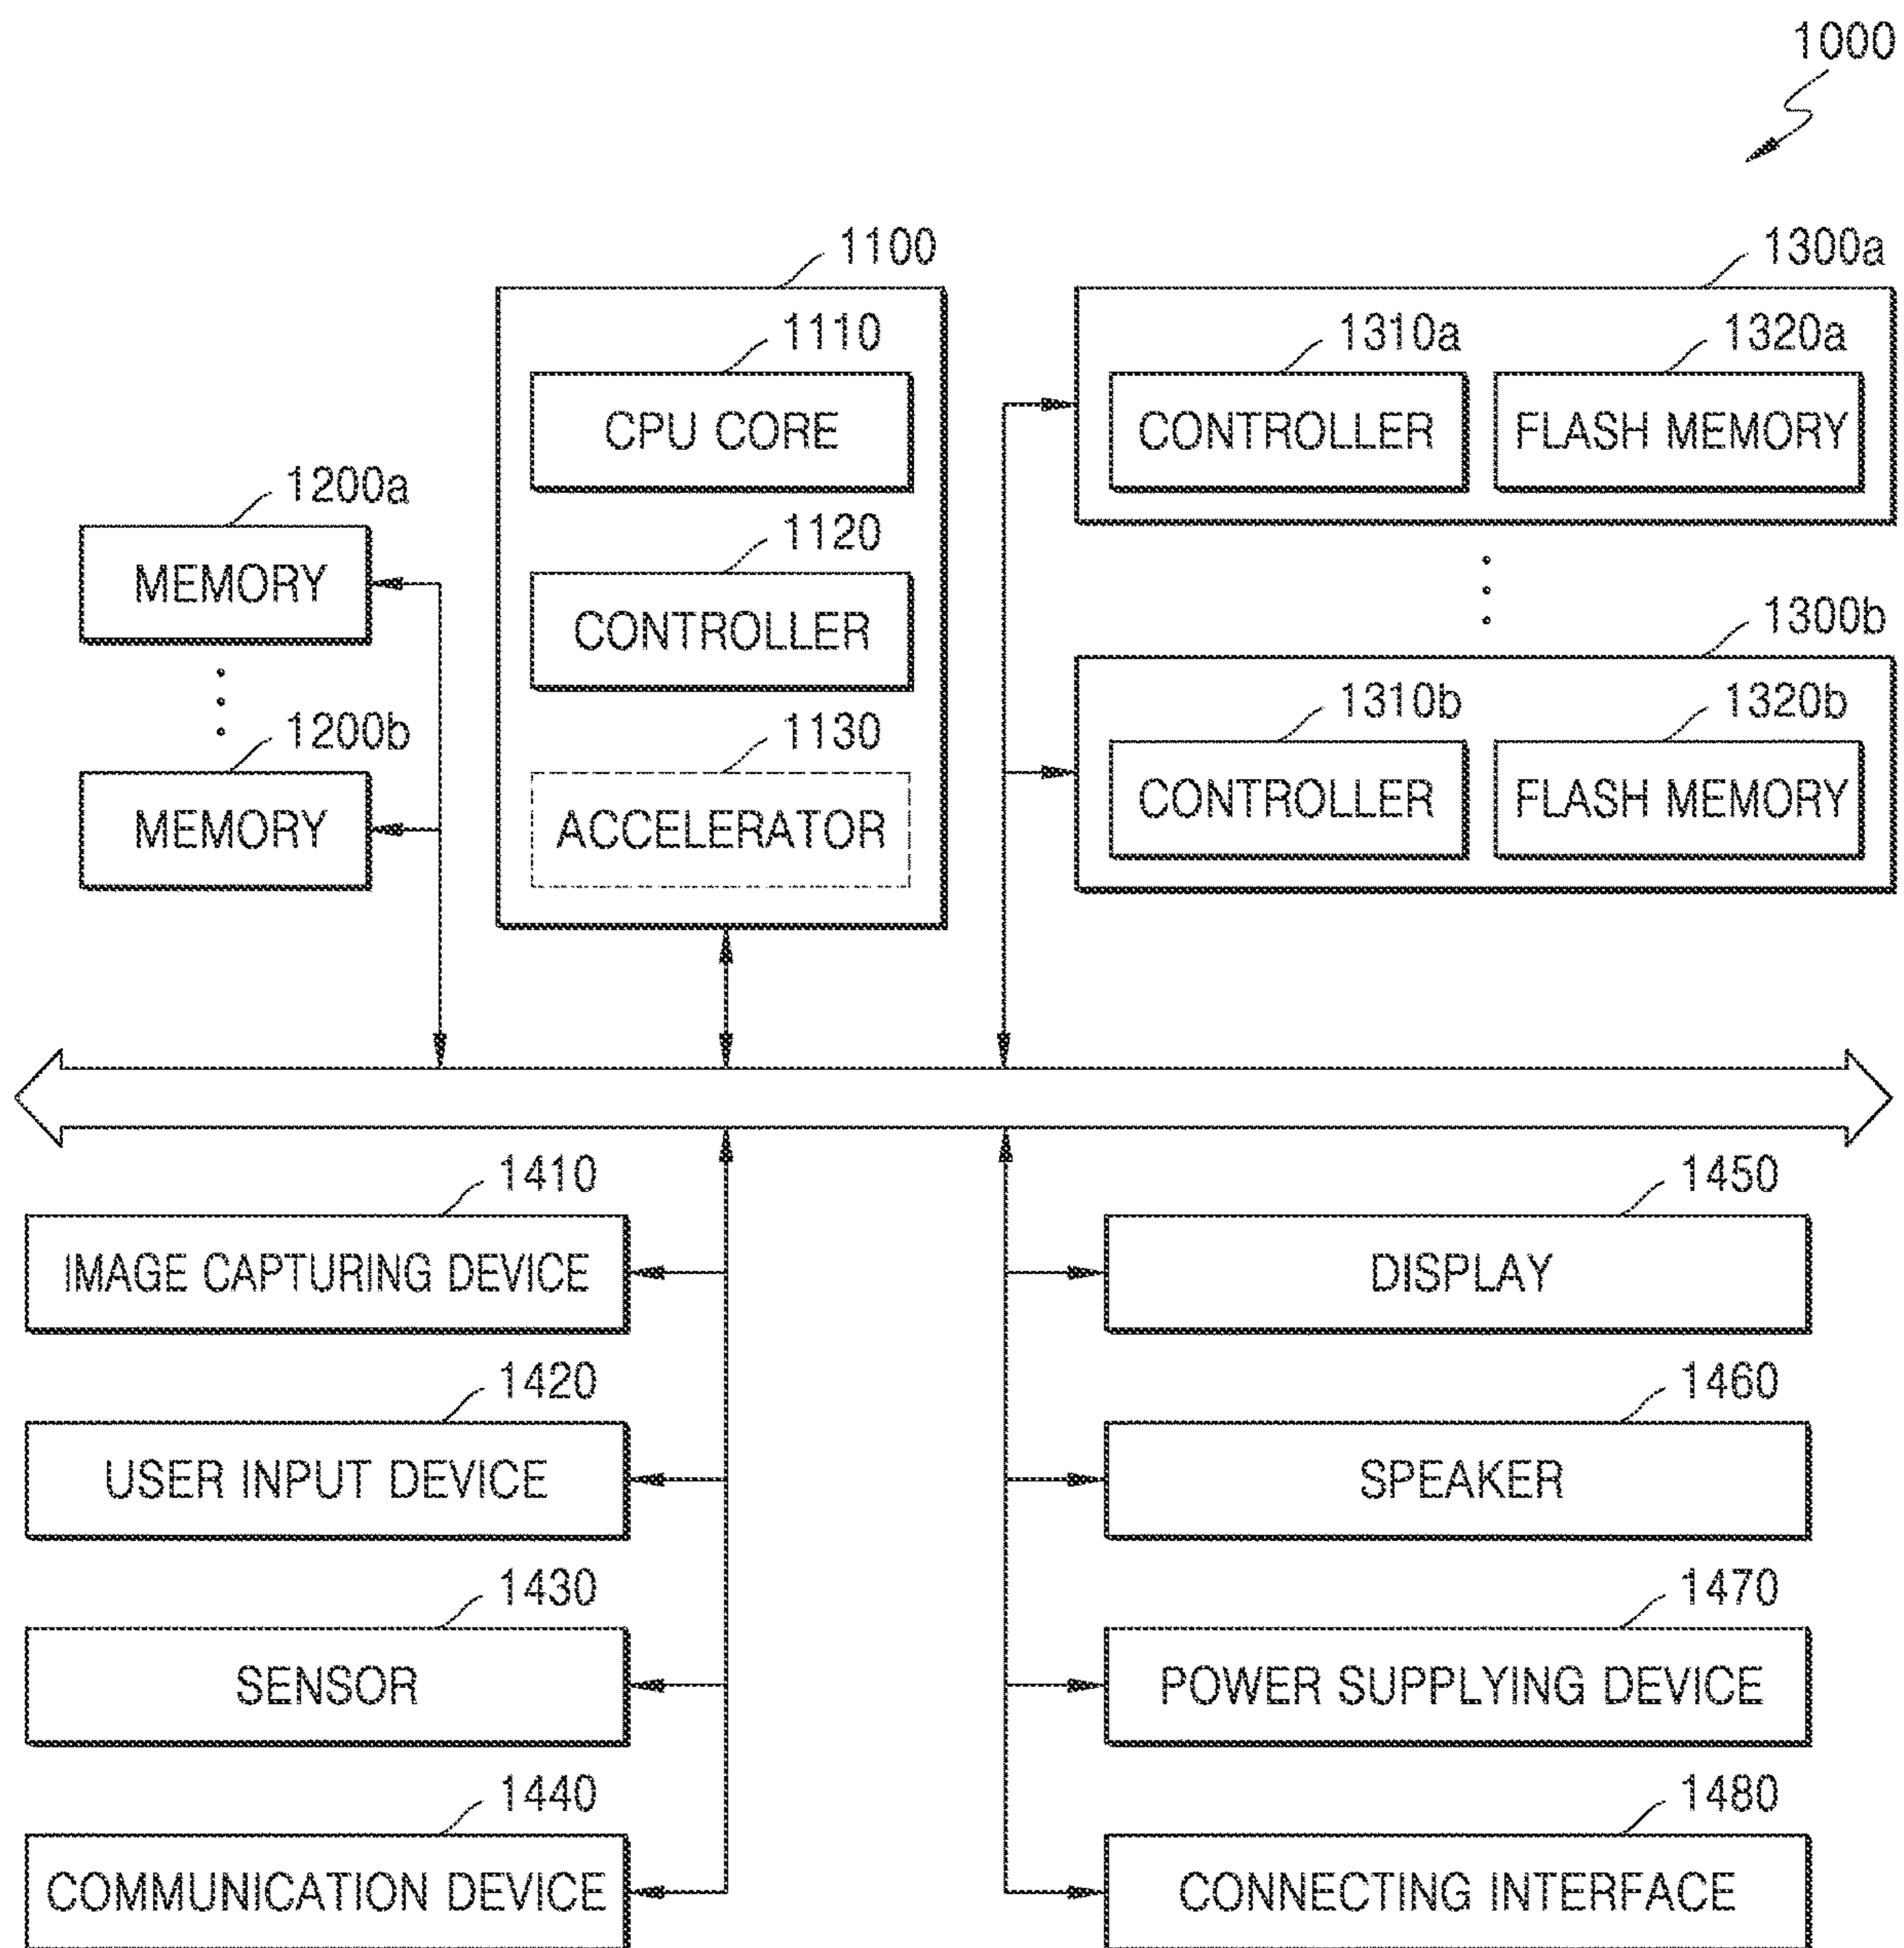 1000
1100
1300a
1110
1310a
1320a
CPU CORE
CONTROLLER
FLASH MEMORY
1200a
1120
MEMORY
CONTROLLER
1300b
1200b
1130
1310b
1320b
MEMORY
ACCELERATOR
CONTROLLER
FLASH MEMORY
1410
1450
IMAGE CAPTURING DEVICE
DISPLAY
1420
1460
USER INPUT DEVICE
SPEAKER
1430
1470
SENSOR
POWER SUPPLYING DEVICE
1440
1480
COMMUNICATION DEVICE
CONNECTING INTERFACE